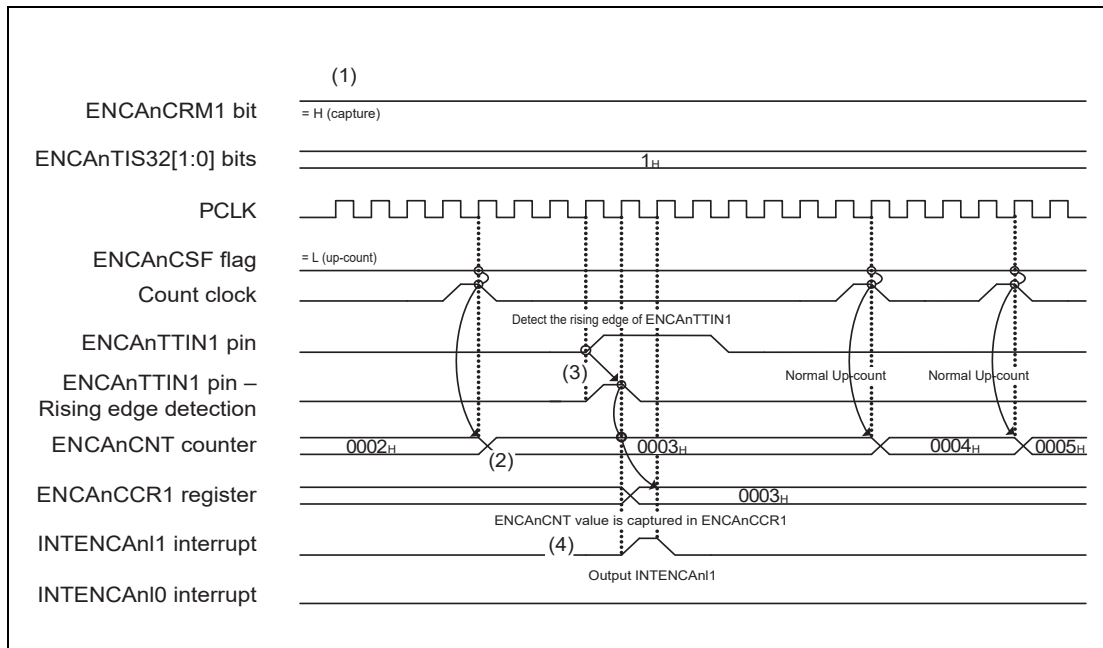 (1)
ENCAnCRM1 bit
= H (capture)
ENCAnTIS32[1:0] bits
1H
PCLK
ENCAnCSF flag
= L (up-count)
Count clock
Detect the rising edge of ENCAnTTIN1
ENCAnTTIN1 pin
(3)
Normal Up-count
Normal Up-count
ENCAnTTIN1 pin –
Rising edge detection
ENCAnCNT counter
0002H
(2)
0003H
0004H
0005H
ENCAnCCR1 register
0003H
ENCAnCNT value is captured in ENCAnCCR1
INTENCAnI1 interrupt
(4)
Output INTENCAnI1
INTENCAnI0 interrupt